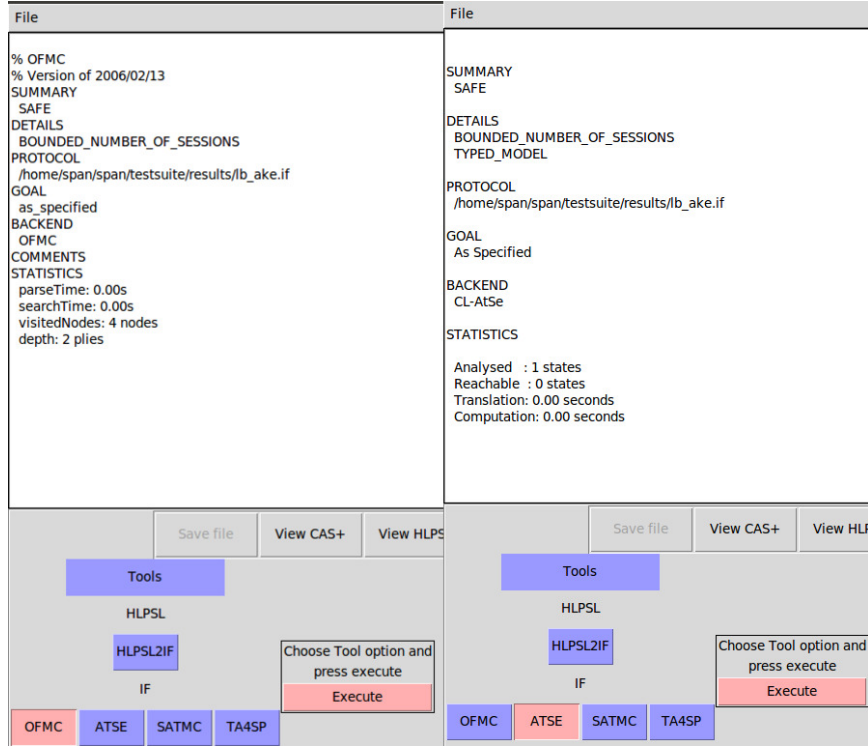 File
% OFMC
% Version of 2006/02/13
SUMMARY
SAFE
DETAILS
BOUNDED_NUMBER_OF_SESSIONS
PROTOCOL
/home/span/span/testsuite/results/lb_ake.if
GOAL
as_specified
BACKEND
OFMC
COMMENTS
STATISTICS
parseTime: 0.00s
searchTime: 0.00s
visitedNodes: 4 nodes
depth: 2 plies
Save file
View CAS+
View HLPS
Tools
HLPSL
HLPSL2IF
Choose Tool option and
press execute
IF
Execute
OFMC
ATSE
SATMC
TA4SP
File
SUMMARY
SAFE
DETAILS
BOUNDED_NUMBER_OF_SESSIONS
TYPED_MODEL
PROTOCOL
/home/span/span/testsuite/results/lb_ake.if
GOAL
As Specified
BACKEND
CL-AtSe
STATISTICS
Analysed : 1 states
Reachable : 0 states
Translation: 0.00 seconds
Computation: 0.00 seconds
Save file
View CAS+
View HLP
Tools
HLPSL
HLPSL2IF
Choose Tool option and
press execute
IF
Execute
OFMC
ATSE
SATMC
TA4SP